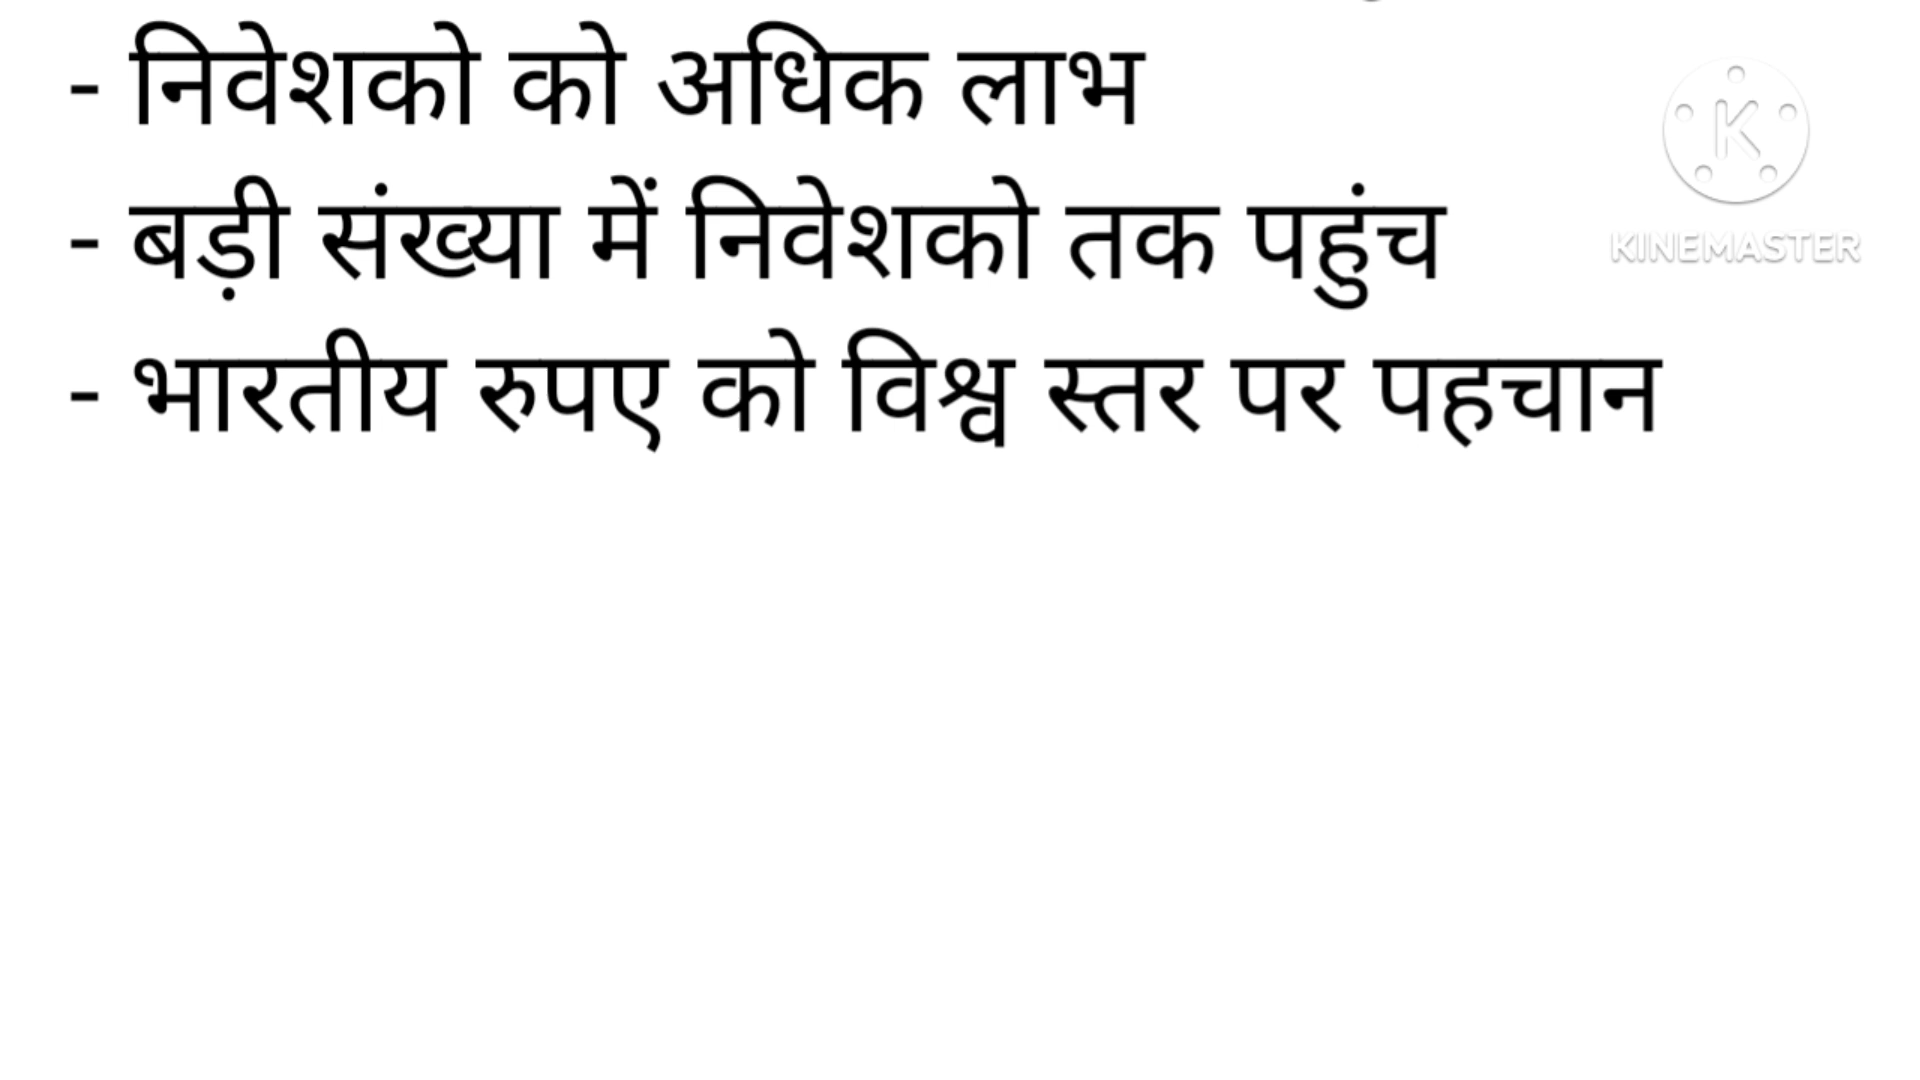 - निवेशको को अधिक लाभ
- बड़ी संख्या में निवेशको तक पहुंच
- भारतीय रुपए को विश्व स्तर पर पहचान
K
KINEMASTER